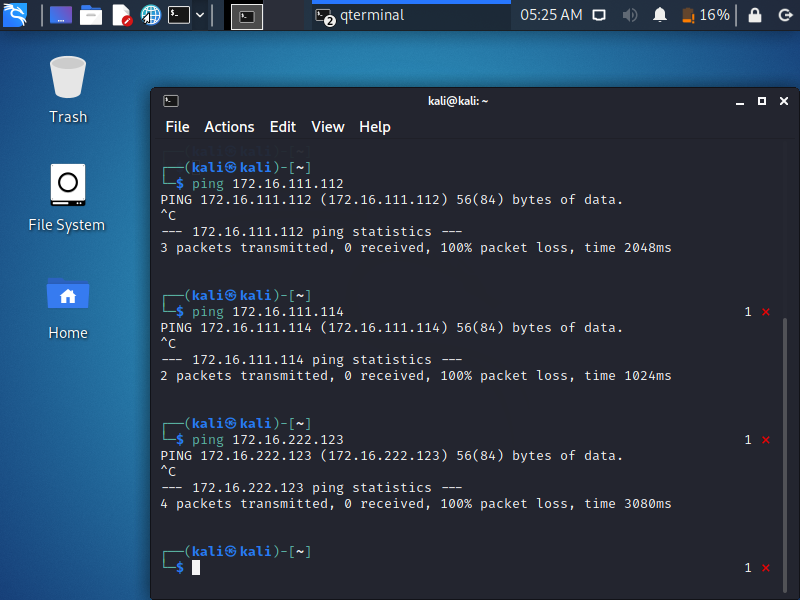 qterminal
2
05:25 AM
16%
Trash
File System
Home
kali@kali: ~
File Actions Edit View Help
┌──(kali㉿kali)-[~]
└─$ ping 172.16.111.112
PING 172.16.111.112 (172.16.111.112) 56(84) bytes of data.
^C
--- 172.16.111.112 ping statistics ---
3 packets transmitted, 0 received, 100% packet loss, time 2048ms
┌──(kali㉿kali)-[~]
└─$ ping 172.16.111.114 1 ⨯
PING 172.16.111.114 (172.16.111.114) 56(84) bytes of data.
^C
--- 172.16.111.114 ping statistics ---
2 packets transmitted, 0 received, 100% packet loss, time 1024ms
┌──(kali㉿kali)-[~]
└─$ ping 172.16.222.123 1 ⨯
PING 172.16.222.123 (172.16.222.123) 56(84) bytes of data.
^C
--- 172.16.222.123 ping statistics ---
4 packets transmitted, 0 received, 100% packet loss, time 3080ms
┌──(kali㉿kali)-[~]
└─$ 1 ⨯